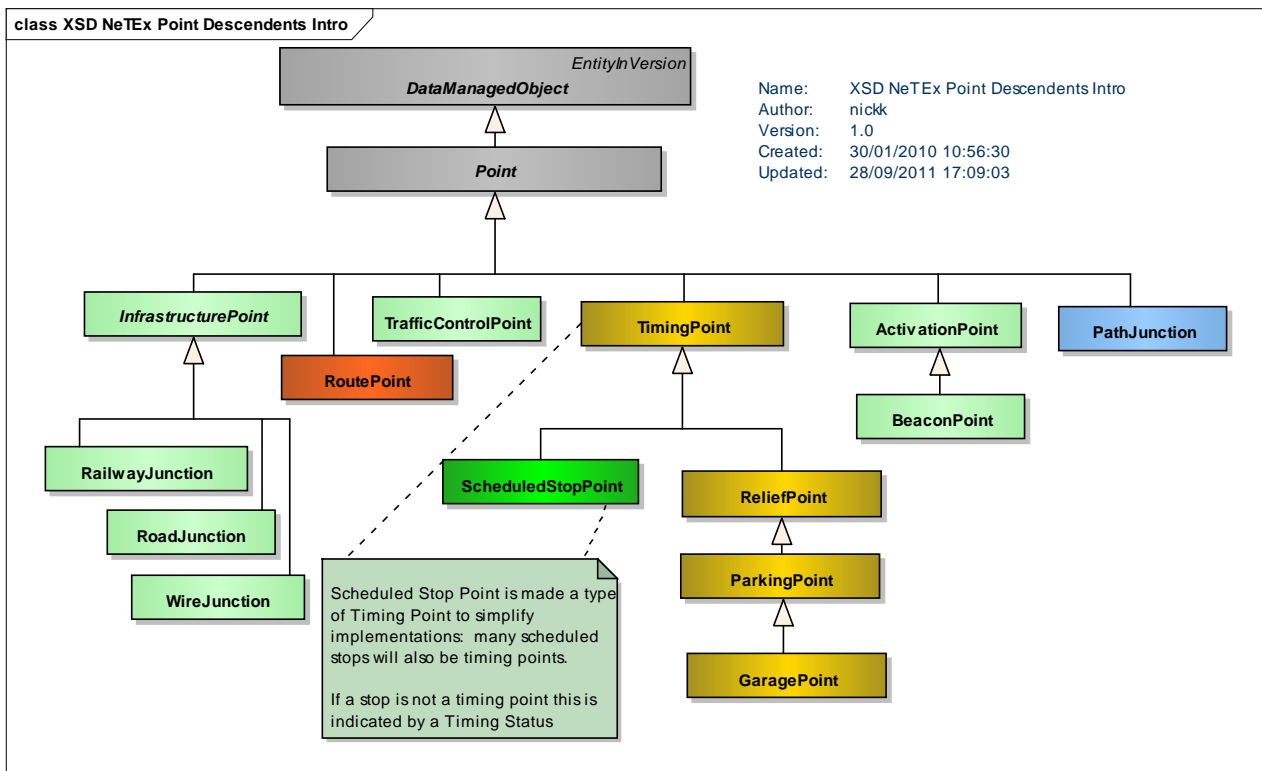 class XSD NeTEx Point Descendents Intro
EntityInVersion
DataManagedObject
Name: XSD NeTEx Point Descendents Intro
Author: nickk
Version: 1.0
Created: 30/01/2010 10:56:30
Updated: 28/09/2011 17:09:03
Point
InfrastructurePoint
TrafficControlPoint
TimingPoint
ActivationPoint
PathJunction
RoutePoint
BeaconPoint
RailwayJunction
ScheduledStopPoint
ReliefPoint
RoadJunction
ParkingPoint
WireJunction
Scheduled Stop Point is made a type
of Timing Point to simplify
implementations: many scheduled
stops will also be timing points.
If a stop is not a timing point this is
indicated by a Timing Status
GaragePoint